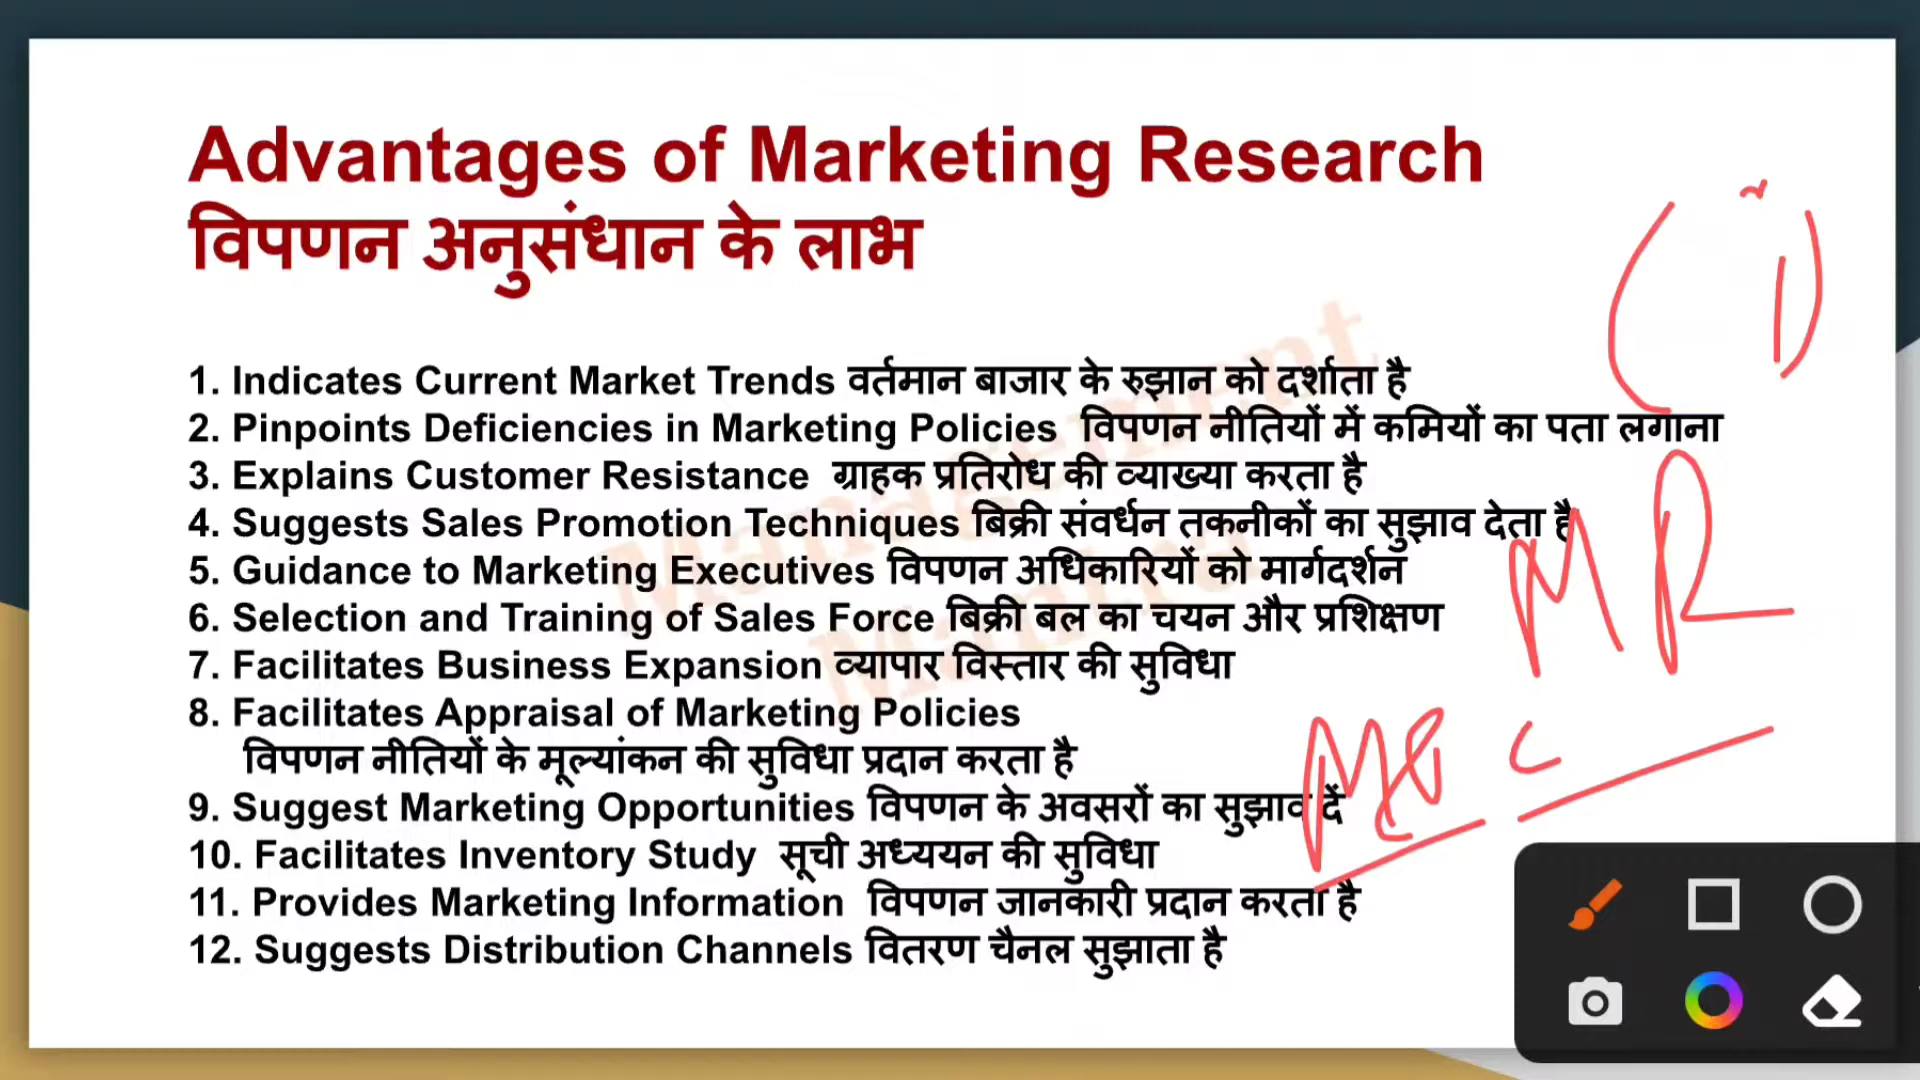 Advantages of Marketing Research
विपणन अनुसंधान के लाभ
1. Indicates Current Market Trends वर्तमान बाजार के रुझान को दर्शाता है
2. Pinpoints Deficiencies in Marketing Policies विपणन नीतियों में कमियों का पता लगाना
3. Explains Customer Resistance ग्राहक प्रतिरोध की व्याख्या करता है
4. Suggests Sales Promotion Techniques बिक्री संवर्धन तकनीकों का सुझाव देता है
5. Guidance to Marketing Executives विपणन अधिकारियों को मार्गदर्शन
6. Selection and Training of Sales Force बिक्री बल का चयन और प्रशिक्षण
7. Facilitates Business Expansion व्यापार विस्तार की सुविधा
8. Facilitates Appraisal of Marketing Policies
विपणन नीतियों के मूल्यांकन की सुविधा प्रदान करता है
9. Suggest Marketing Opportunities विपणन के अवसरों का सुझाव दें
10. Facilitates Inventory Study सूची अध्ययन की सुविधा
11. Provides Marketing Information विपणन जानकारी प्रदान करता है
12. Suggests Distribution Channels वितरण चैनल सुझाता है
Management
Mantra
MR